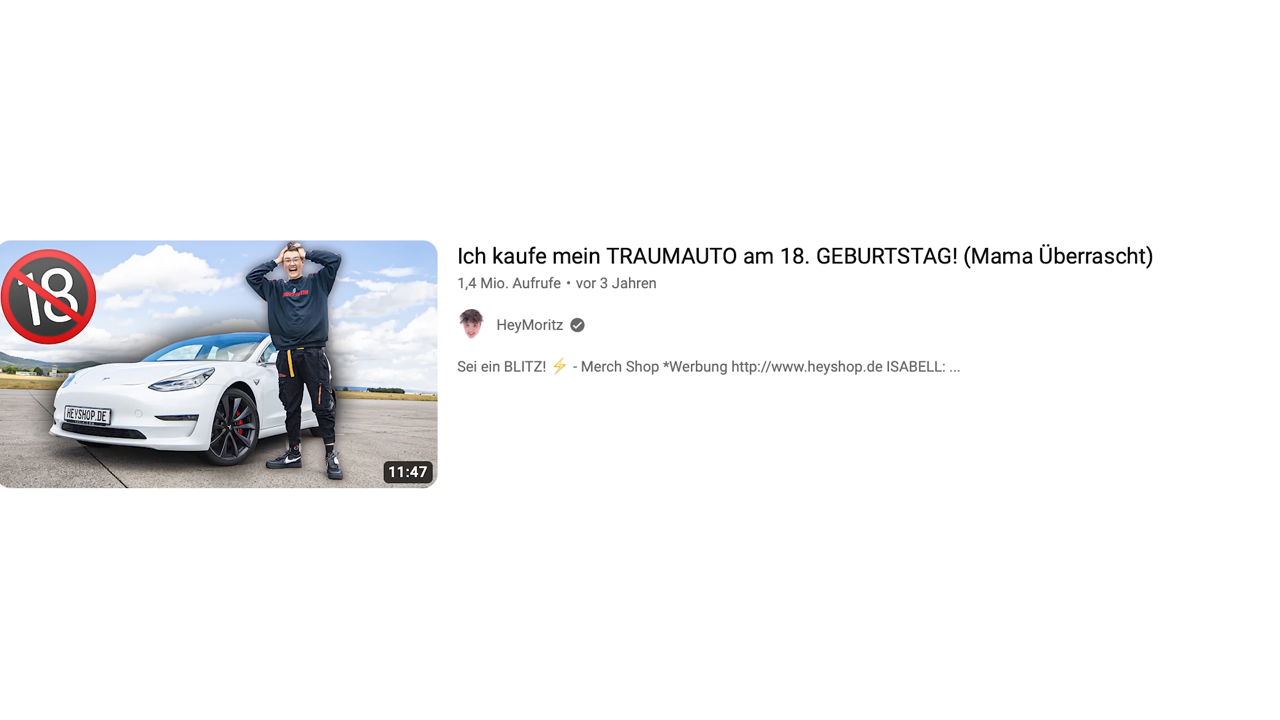 18
HEYSHOP.DE
11:47
Ich kaufe mein TRAUMAUTO am 18. GEBURTSTAG! (Mama Überrascht)
1,4 Mio. Aufrufe • vor 3 Jahren
HeyMoritz
Sei ein BLITZ! ⚡ - Merch Shop *Werbung http://www.heyshop.de ISABELL: ...